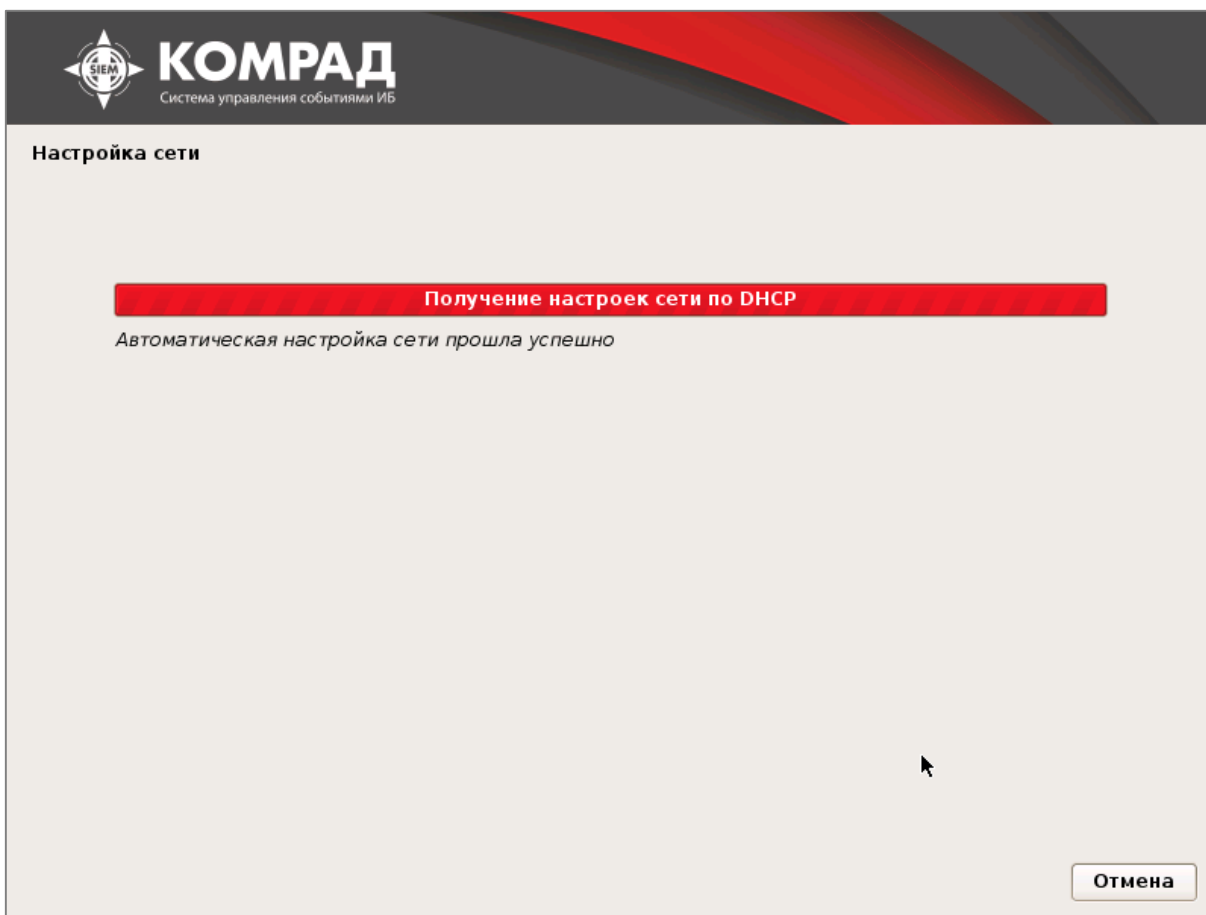 SIEM
КОМРАД
Система управления событиями ИБ
Настройка сети
Получение настроек сети по DHCP
Автоматическая настройка сети прошла успешно
Отмена